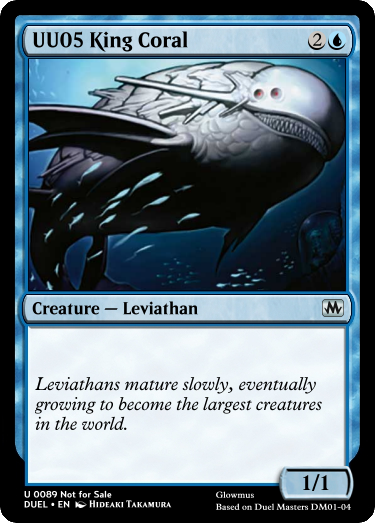 UU05 King Coral 2
Creature — Leviathan
Leviathans mature slowly, eventually
growing to become the largest creatures
in the world.
1/1
U 0089 Not for Sale
DUEL • EN Hideaki Takamura
Glowmus
Based on Duel Masters DM01-04